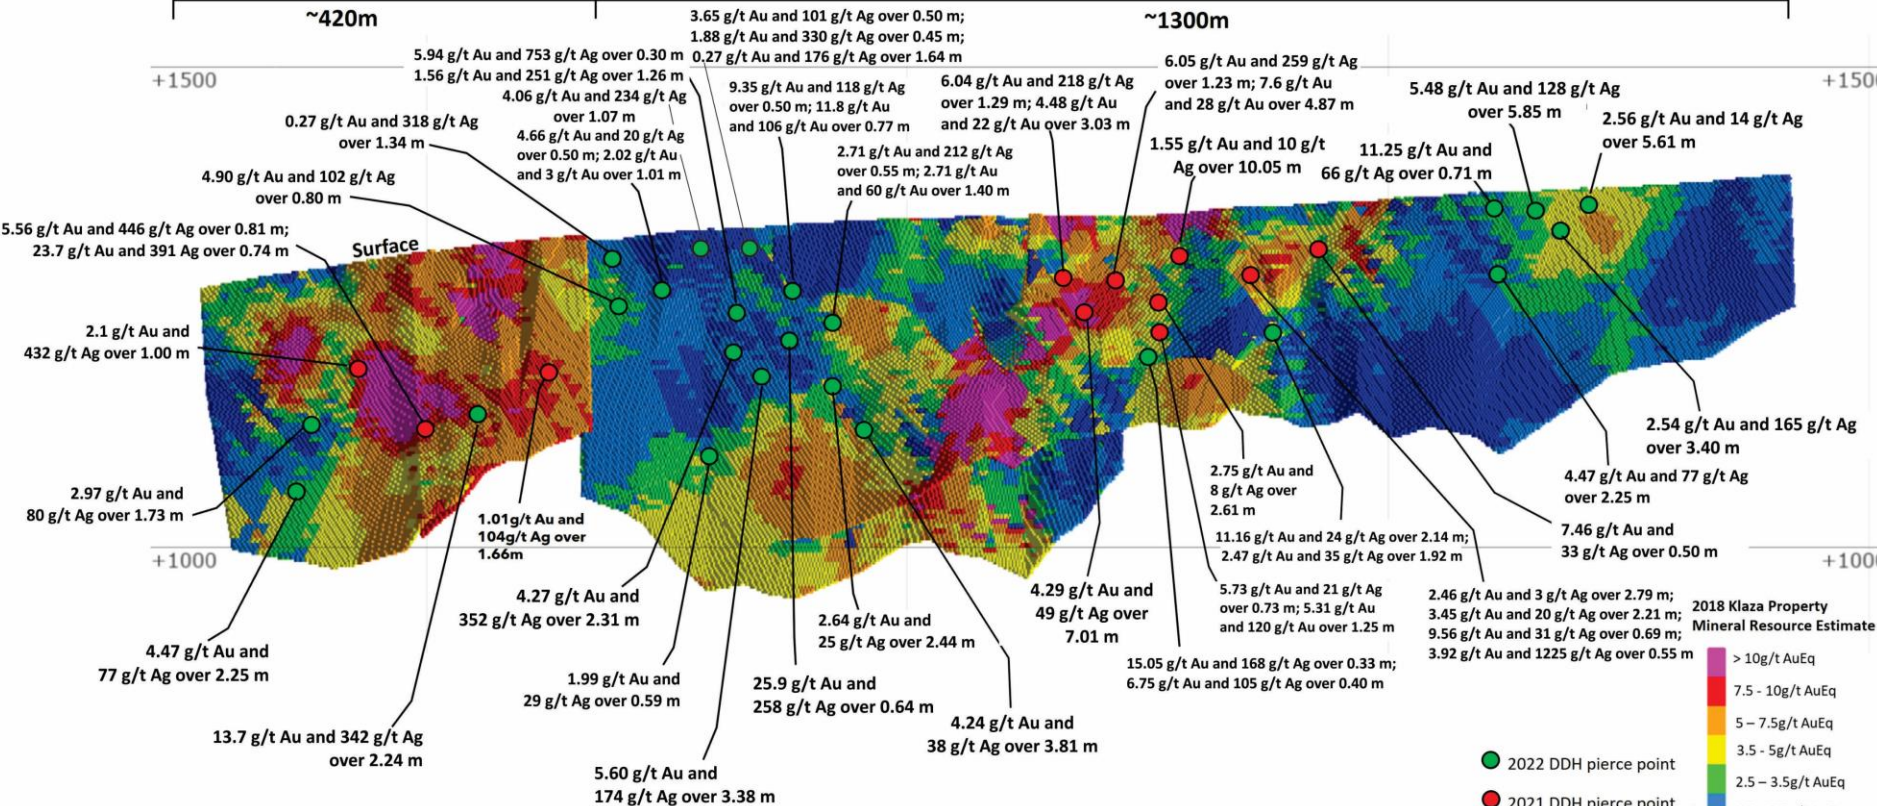 ~420m
~1300m
+1500
+150
3.65 g/t Au and 101 g/t Ag over 0.50 m;
1.88 g/t Au and 330 g/t Ag over 0.45 m;
0.27 g/t Au and 176 g/t Ag over 1.64 m
5.94 g/t Au and 753 g/t Ag over 0.30 m
1.56 g/t Au and 251 g/t Ag over 1.26 m
4.06 g/t Au and 234 g/t Ag
over 1.07 m
4.66 g/t Au and 20 g/t Ag
over 0.50 m; 2.02 g/t Au
and 3 g/t Au over 1.01 m
9.35 g/t Au and 118 g/t Ag
over 0.50 m; 11.8 g/t Au
and 106 g/t Au over 0.77 m
2.71 g/t Au and 212 g/t Ag
over 0.55 m; 2.71 g/t Au
and 60 g/t Au over 1.40 m
6.04 g/t Au and 218 g/t Ag
over 1.29 m; 4.48 g/t Au
and 22 g/t Au over 3.03 m
6.05 g/t Au and 259 g/t Ag
over 1.23 m; 7.6 g/t Au
and 28 g/t Au over 4.87 m
1.55 g/t Au and 10 g/t
Ag over 10.05 m
11.25 g/t Au and
66 g/t Ag over 0.71 m
5.48 g/t Au and 128 g/t Ag
over 5.85 m
2.56 g/t Au and 14 g/t Ag
over 5.61 m
0.27 g/t Au and 318 g/t Ag
over 1.34 m
4.90 g/t Au and 102 g/t Ag
over 0.80 m
5.56 g/t Au and 446 g/t Ag over 0.81 m;
23.7 g/t Au and 391 Ag over 0.74 m
Surface
2.1 g/t Au and
432 g/t Ag over 1.00 m
2.97 g/t Au and
80 g/t Ag over 1.73 m
+1000
+100
4.47 g/t Au and
77 g/t Ag over 2.25 m
13.7 g/t Au and 342 g/t Ag
over 2.24 m
1.01g/t Au and
104g/t Ag over
1.66m
4.27 g/t Au and
352 g/t Ag over 2.31 m
1.99 g/t Au and
29 g/t Ag over 0.59 m
5.60 g/t Au and
174 g/t Ag over 3.38 m
25.9 g/t Au and
258 g/t Ag over 0.64 m
2.64 g/t Au and
25 g/t Ag over 2.44 m
4.24 g/t Au and
38 g/t Ag over 3.81 m
4.29 g/t Au and
49 g/t Ag over
7.01 m
15.05 g/t Au and 168 g/t Ag over 0.33 m;
6.75 g/t Au and 105 g/t Ag over 0.40 m
5.73 g/t Au and 21 g/t Ag
over 0.73 m; 5.31 g/t Au
and 120 g/t Au over 1.25 m
2.75 g/t Au and
8 g/t Ag over
2.61 m
11.16 g/t Au and 24 g/t Ag over 2.14 m;
2.47 g/t Au and 35 g/t Ag over 1.92 m
2.46 g/t Au and 3 g/t Ag over 2.79 m;
3.45 g/t Au and 20 g/t Ag over 2.21 m;
9.56 g/t Au and 31 g/t Ag over 0.69 m;
3.92 g/t Au and 1225 g/t Ag over 0.55 m
7.46 g/t Au and
33 g/t Ag over 0.50 m
4.47 g/t Au and 77 g/t Ag
over 2.25 m
2.54 g/t Au and 165 g/t Ag
over 3.40 m
2018 Klaza Property
Mineral Resource Estimate
> 10g/t AuEq
7.5 - 10g/t AuEq
5 – 7.5g/t AuEq
3.5 - 5g/t AuEq
2.5 – 3.5g/t AuEq
2022 DDH pierce point
2021 DDH pierce point